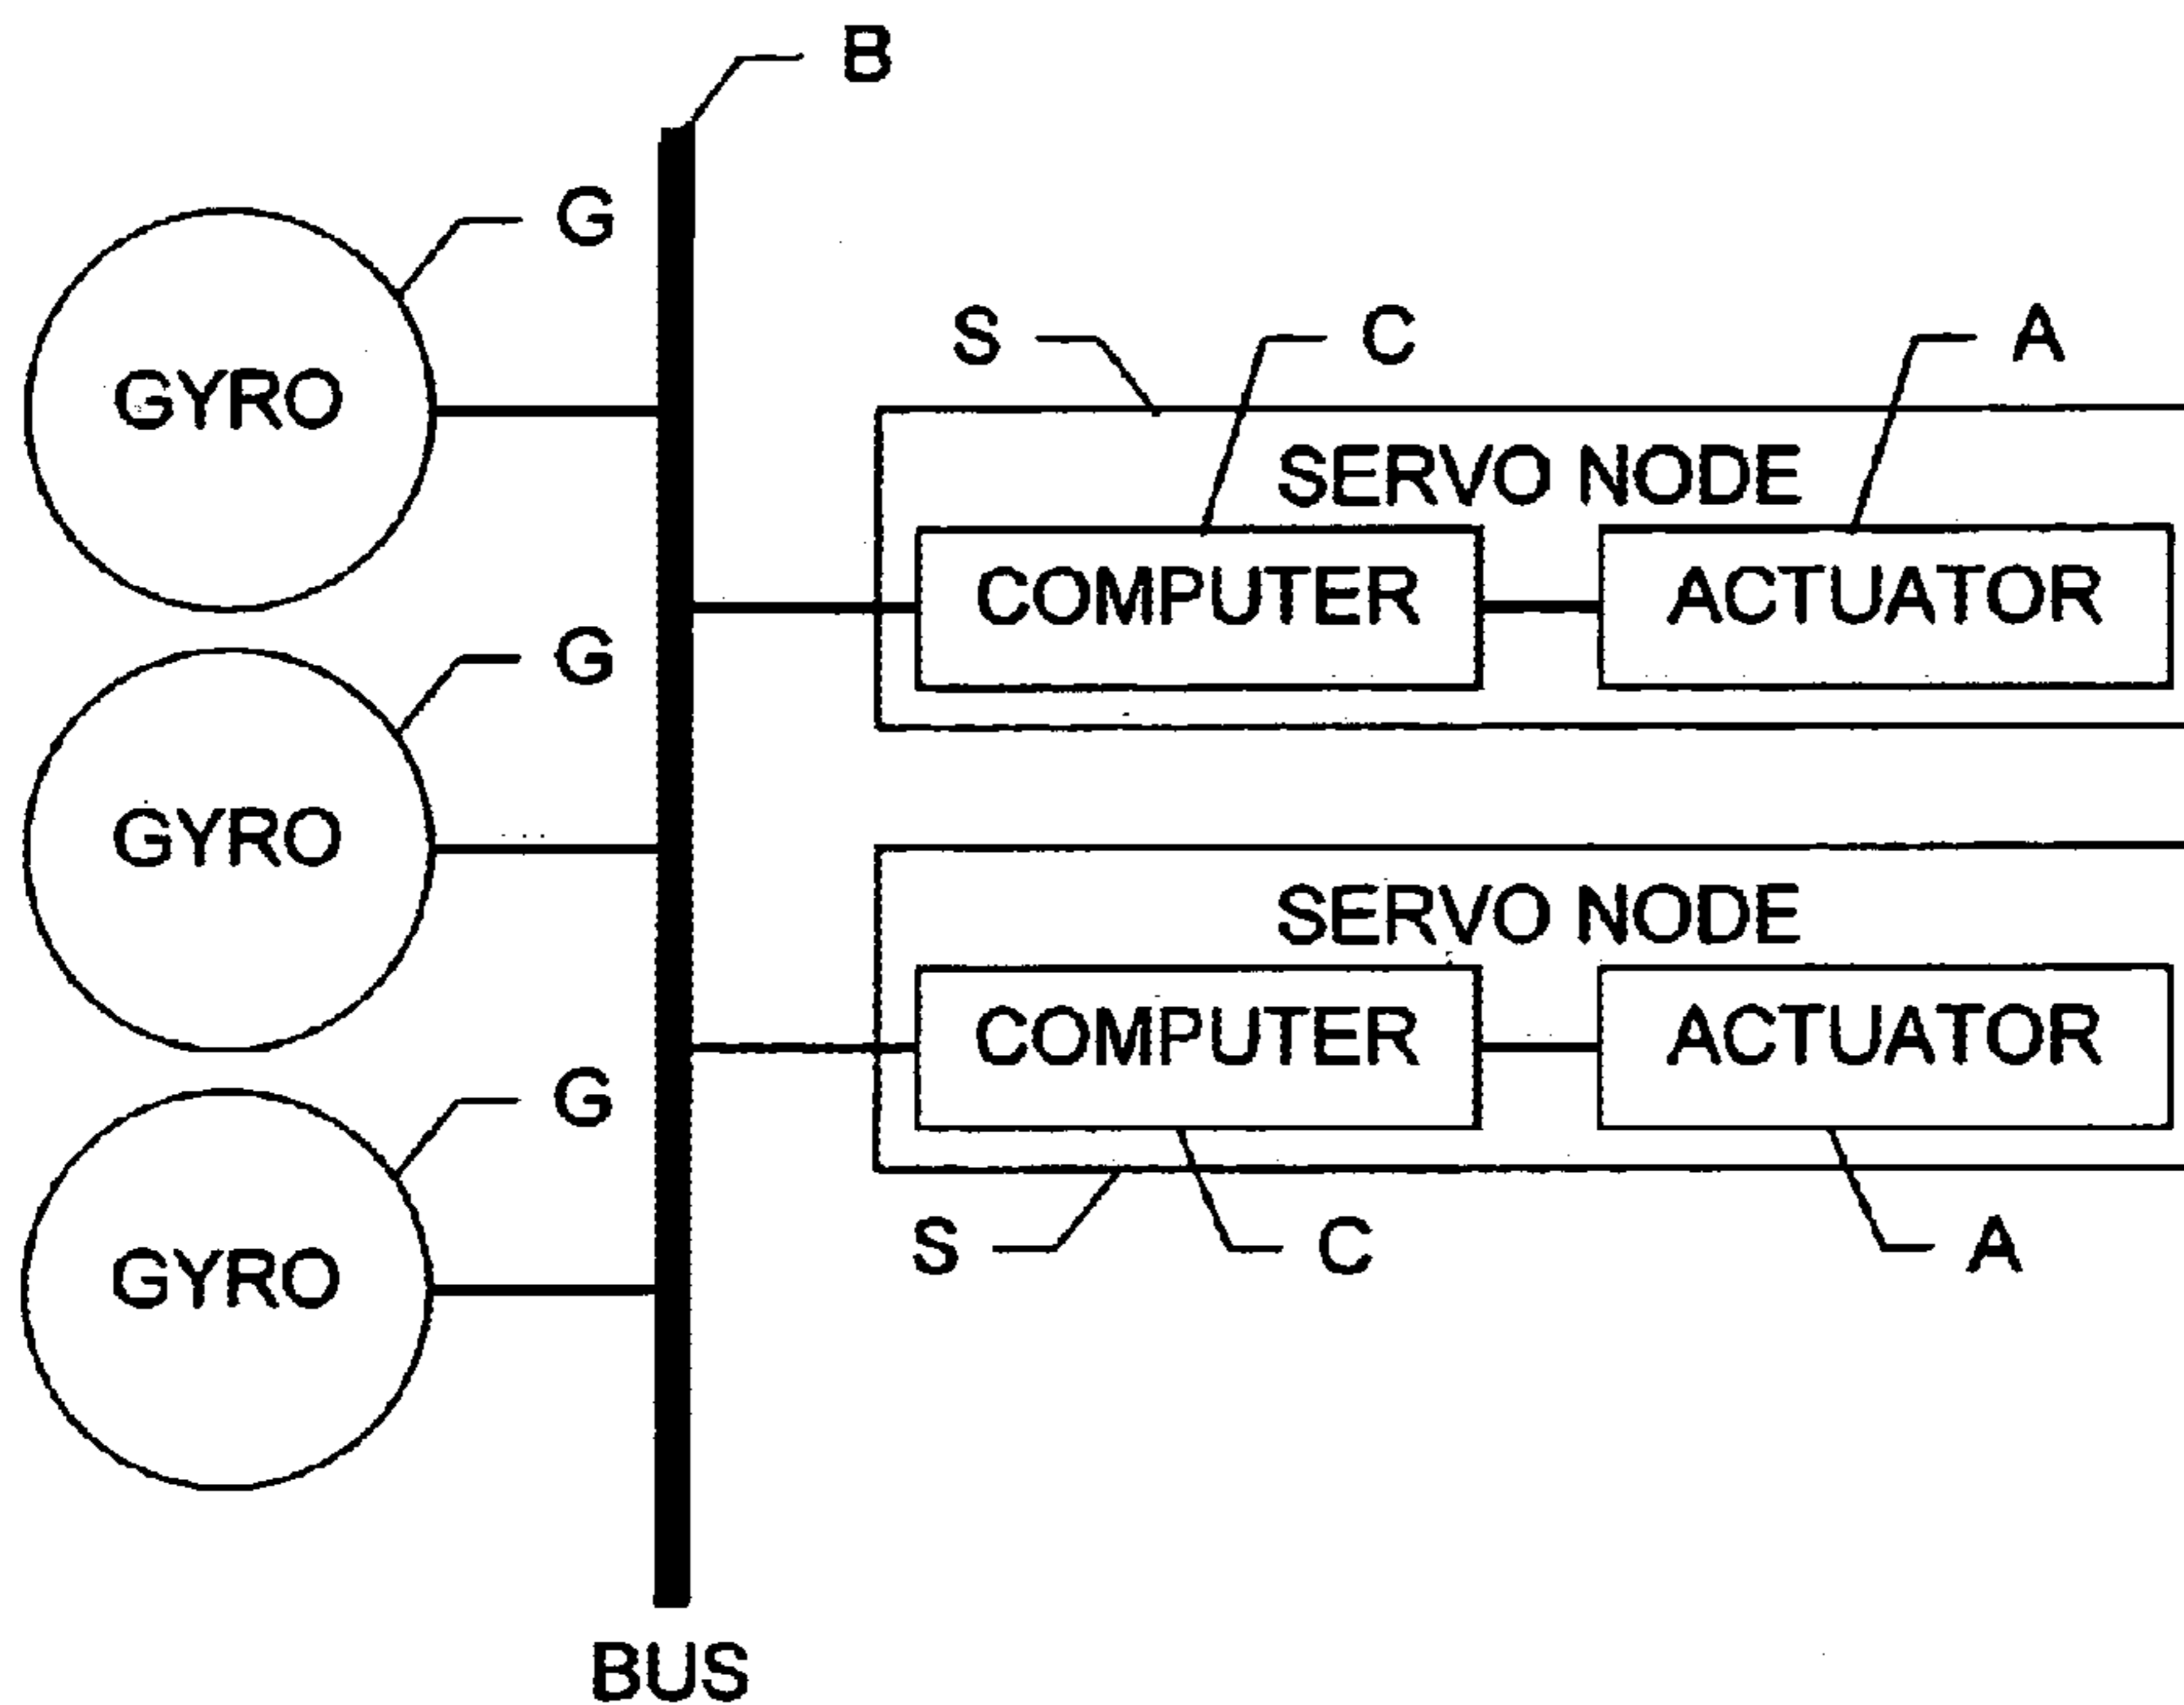 B
G
GYRO
S
C
A
SERVO NODE
COMPUTER
ACTUATOR
G
GYRO
SERVO NODE
COMPUTER
ACTUATOR
G
GYRO
S
C
A
BUS